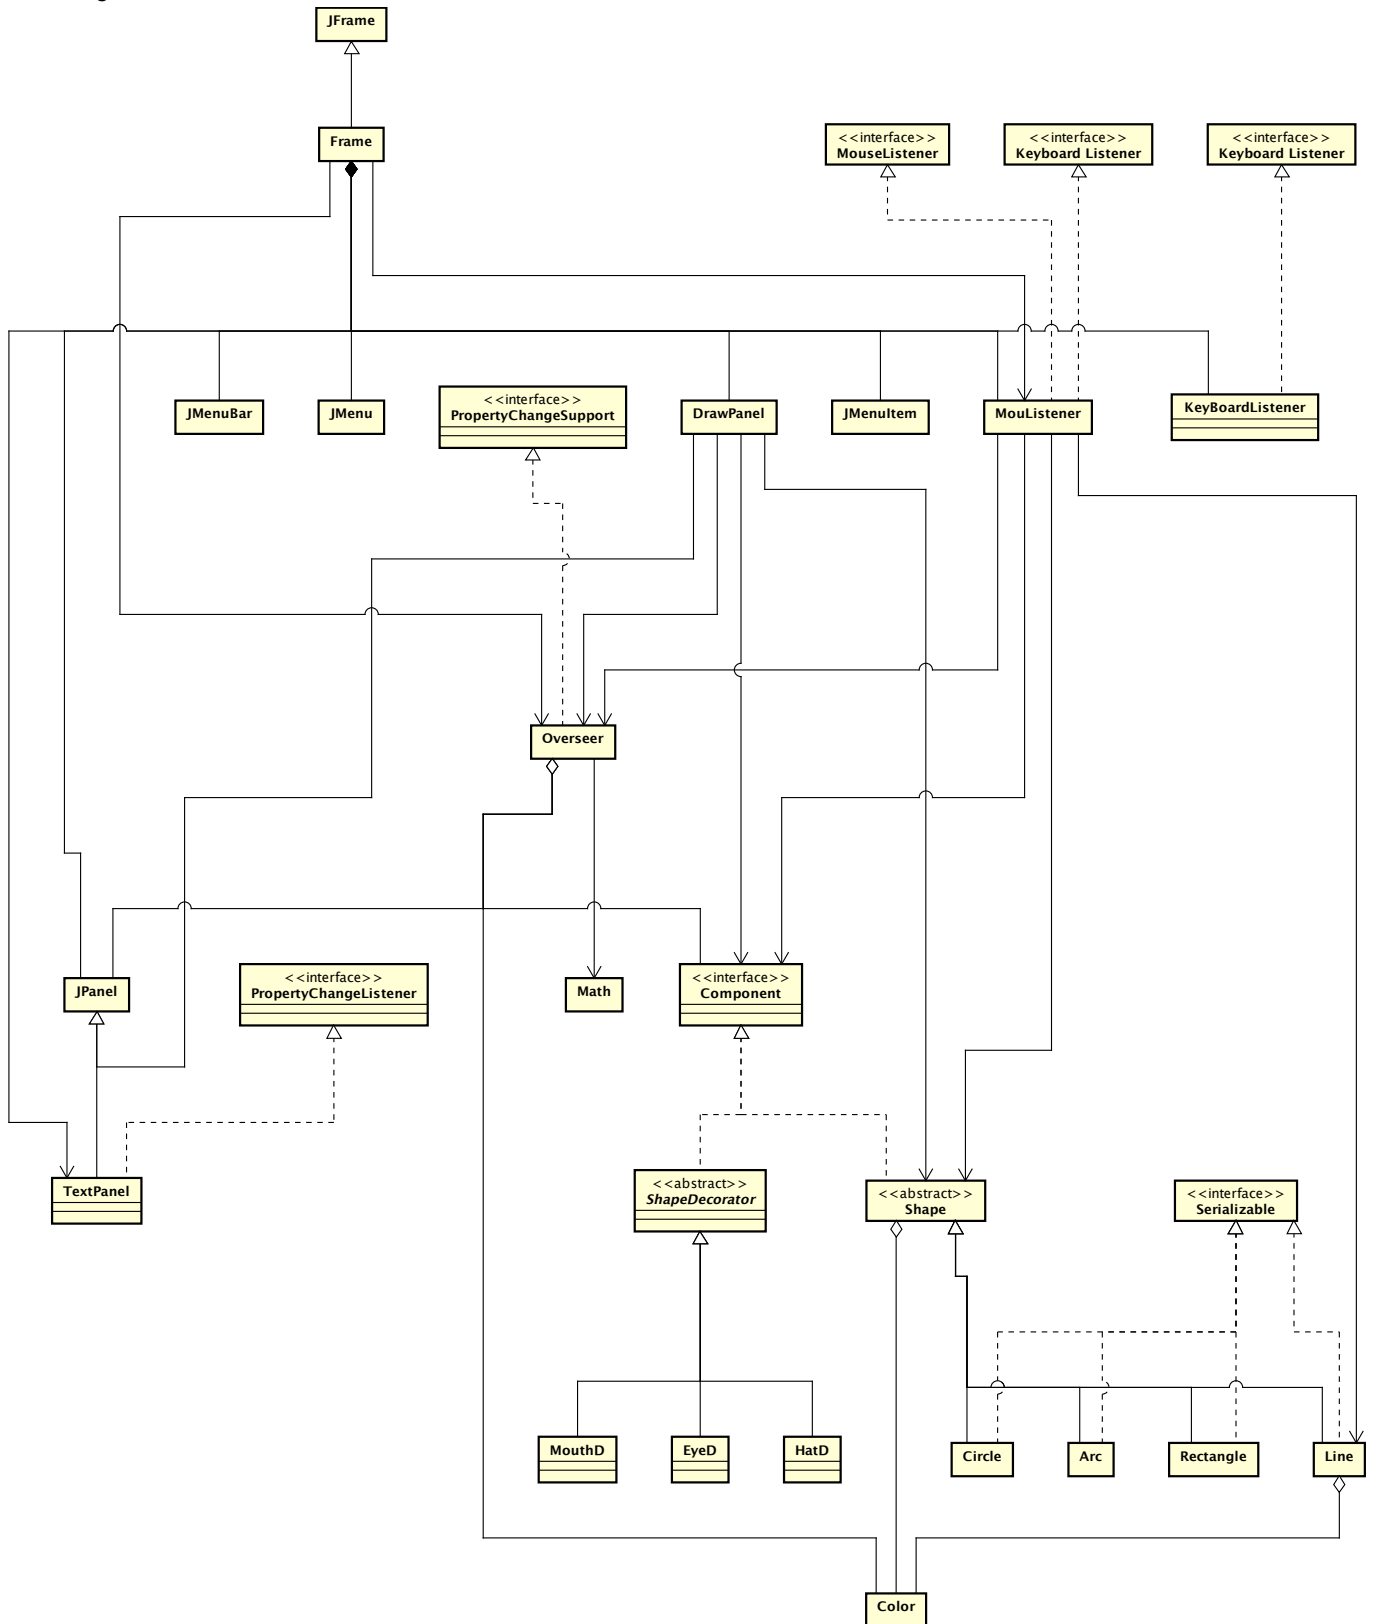 JFrame
Frame
<<interface>>
MouseListener
<<interface>>
Keyboard Listener
<<interface>>
Keyboard Listener
JMenuBar
JMenu
<<interface>>
PropertyChangeSupport
DrawPanel
JMenuItem
MouListener
KeyBoardListener
Overseer
JPanel
<<interface>>
PropertyChangeListener
Math
<<interface>>
Component
TextPanel
<<abstract>>
ShapeDecorator
<<abstract>>
Shape
<<interface>>
Serializable
MouthD
EyeD
HatD
Circle
Arc
Rectangle
Line
Color